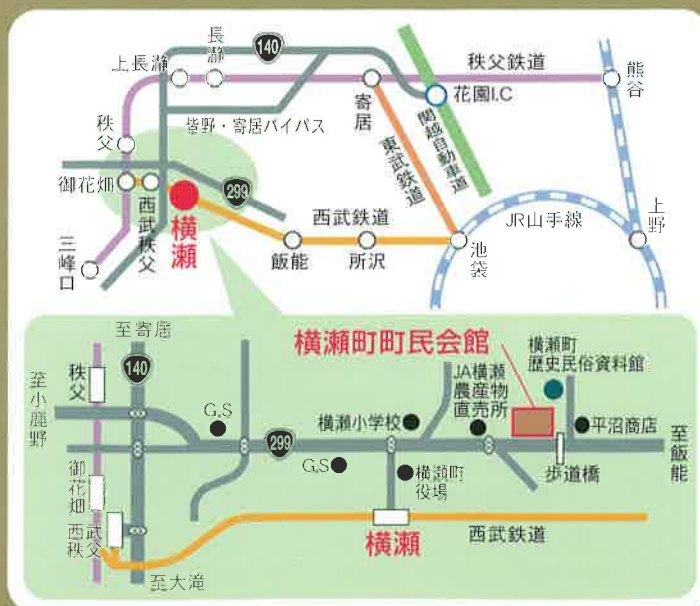 長瀞
140
上長瀞
秩父鉄道
熊谷
寄居
花園I.C
皆野・寄居バイパス
関越自動車道
東武鉄道
秩父
御花畑
西武秩父
横瀬
299
三峰口
西武鉄道
飯能
所沢
池袋
JR山手線
上野
至寄居
140
秩父
至小鹿野
G.S
299
横瀬町町民会館
横瀬町
歴史民俗資料館
JA横瀬
農産物
直売所
横瀬小学校
平沼商店
至飯能
歩道橋
G.S
横瀬町
役場
御花畑
西武
秩父
横瀬
西武鉄道
至大滝